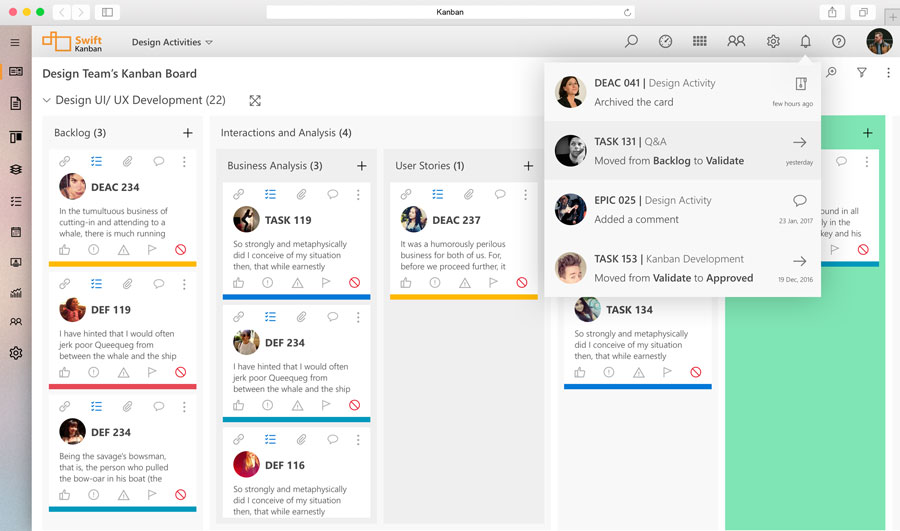 Kanban
Swift
Kanban
Design Activities
Design Team's Kanban Board
Design UI/ UX Development (22)
Backlog (3)
DEAC 234
In the tumultuous business of
cutting-in and attending to a
whale, there is much running
DEF 119
I have hinted that I would often
jerk poor Queequeg from
between the whale and the ship
DEF 234
Being the savage's bowsman,
that is, the person who pulled
the bow-oar in his boat (the
Interactions and Analysis (4)
Business Analysis (3)
TASK 119
So strongly and metaphysically
did I conceive of my situation
then, that while earnestly
DEF 234
I have hinted that I would often
jerk poor Queequeg from
between the whale and the ship
DEF 116
So strongly and metaphysically
did I conceive of my situation
then, that while earnestly
User Stories (1)
DEAC 237
It was a humorously perilous
business for both of us. For,
before we proceed further, it
DEAC 041 | Design Activity
Archived the card
few hours ago
TASK 131 | Q&A
Moved from Backlog to Validate
yesterday
EPIC 025 | Design Activity
Added a comment
23 Jan, 2017
TASK 153 | Kanban Development
Moved from Validate to Approved
19 Dec, 2016
TASK 134
So strongly and metaphysically
did I conceive of my situation
then, that while earnestly
ound in all
ly in the
key and his